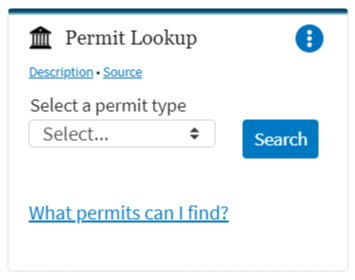 Permit Lookup
Description • Source
Select a permit type
Select...
Search
What permits can I find?